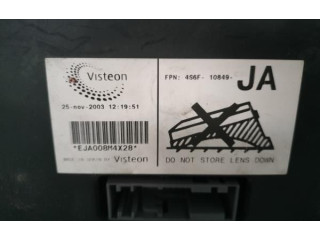 Visteon
FPN: 4S6F- 10849- JA
25-nov-2003 12:19:51
*EJA008M4X2B*
Visteon
DO NOT STORE LENS DOWN